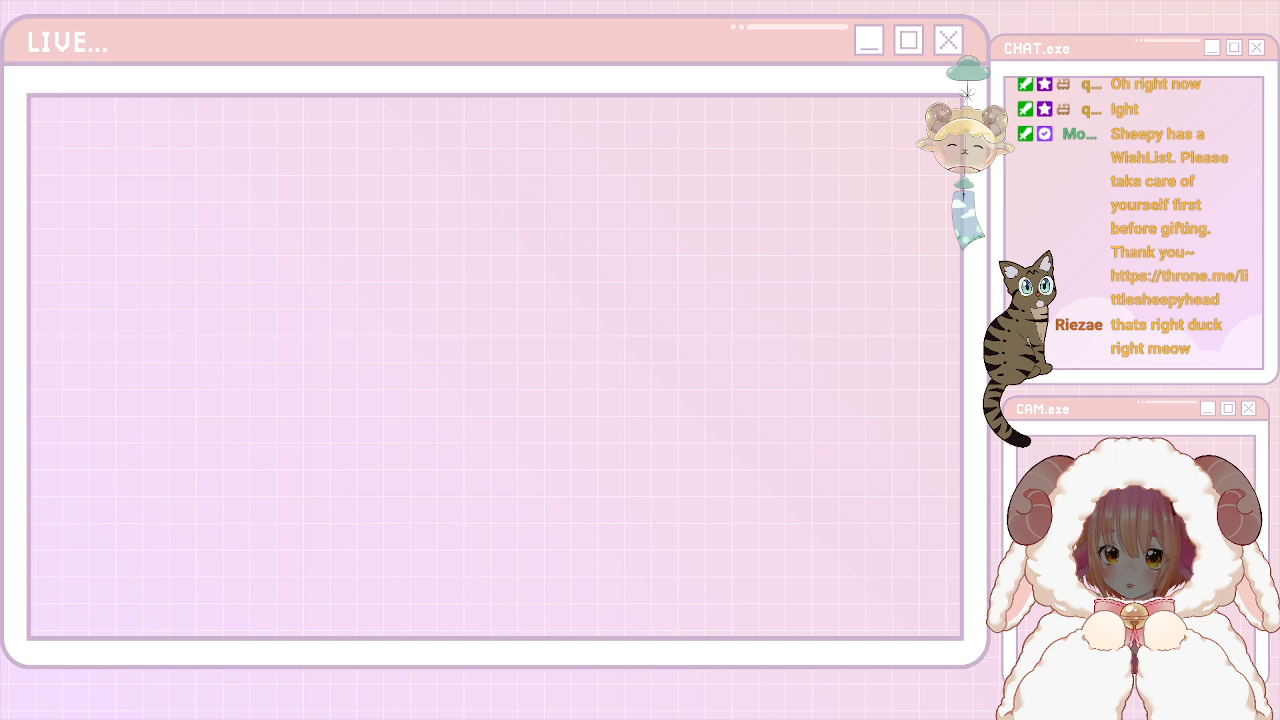 LIVE...
CHAT.exe
q... Oh right now
q... Ight
Mo... Sheepy has a
WishList. Please
take care of
yourself first
before gifting.
Thank you~
https://throne.me/li
ttlesheepyhead
Riezae thats right duck
right meow
CAM.exe